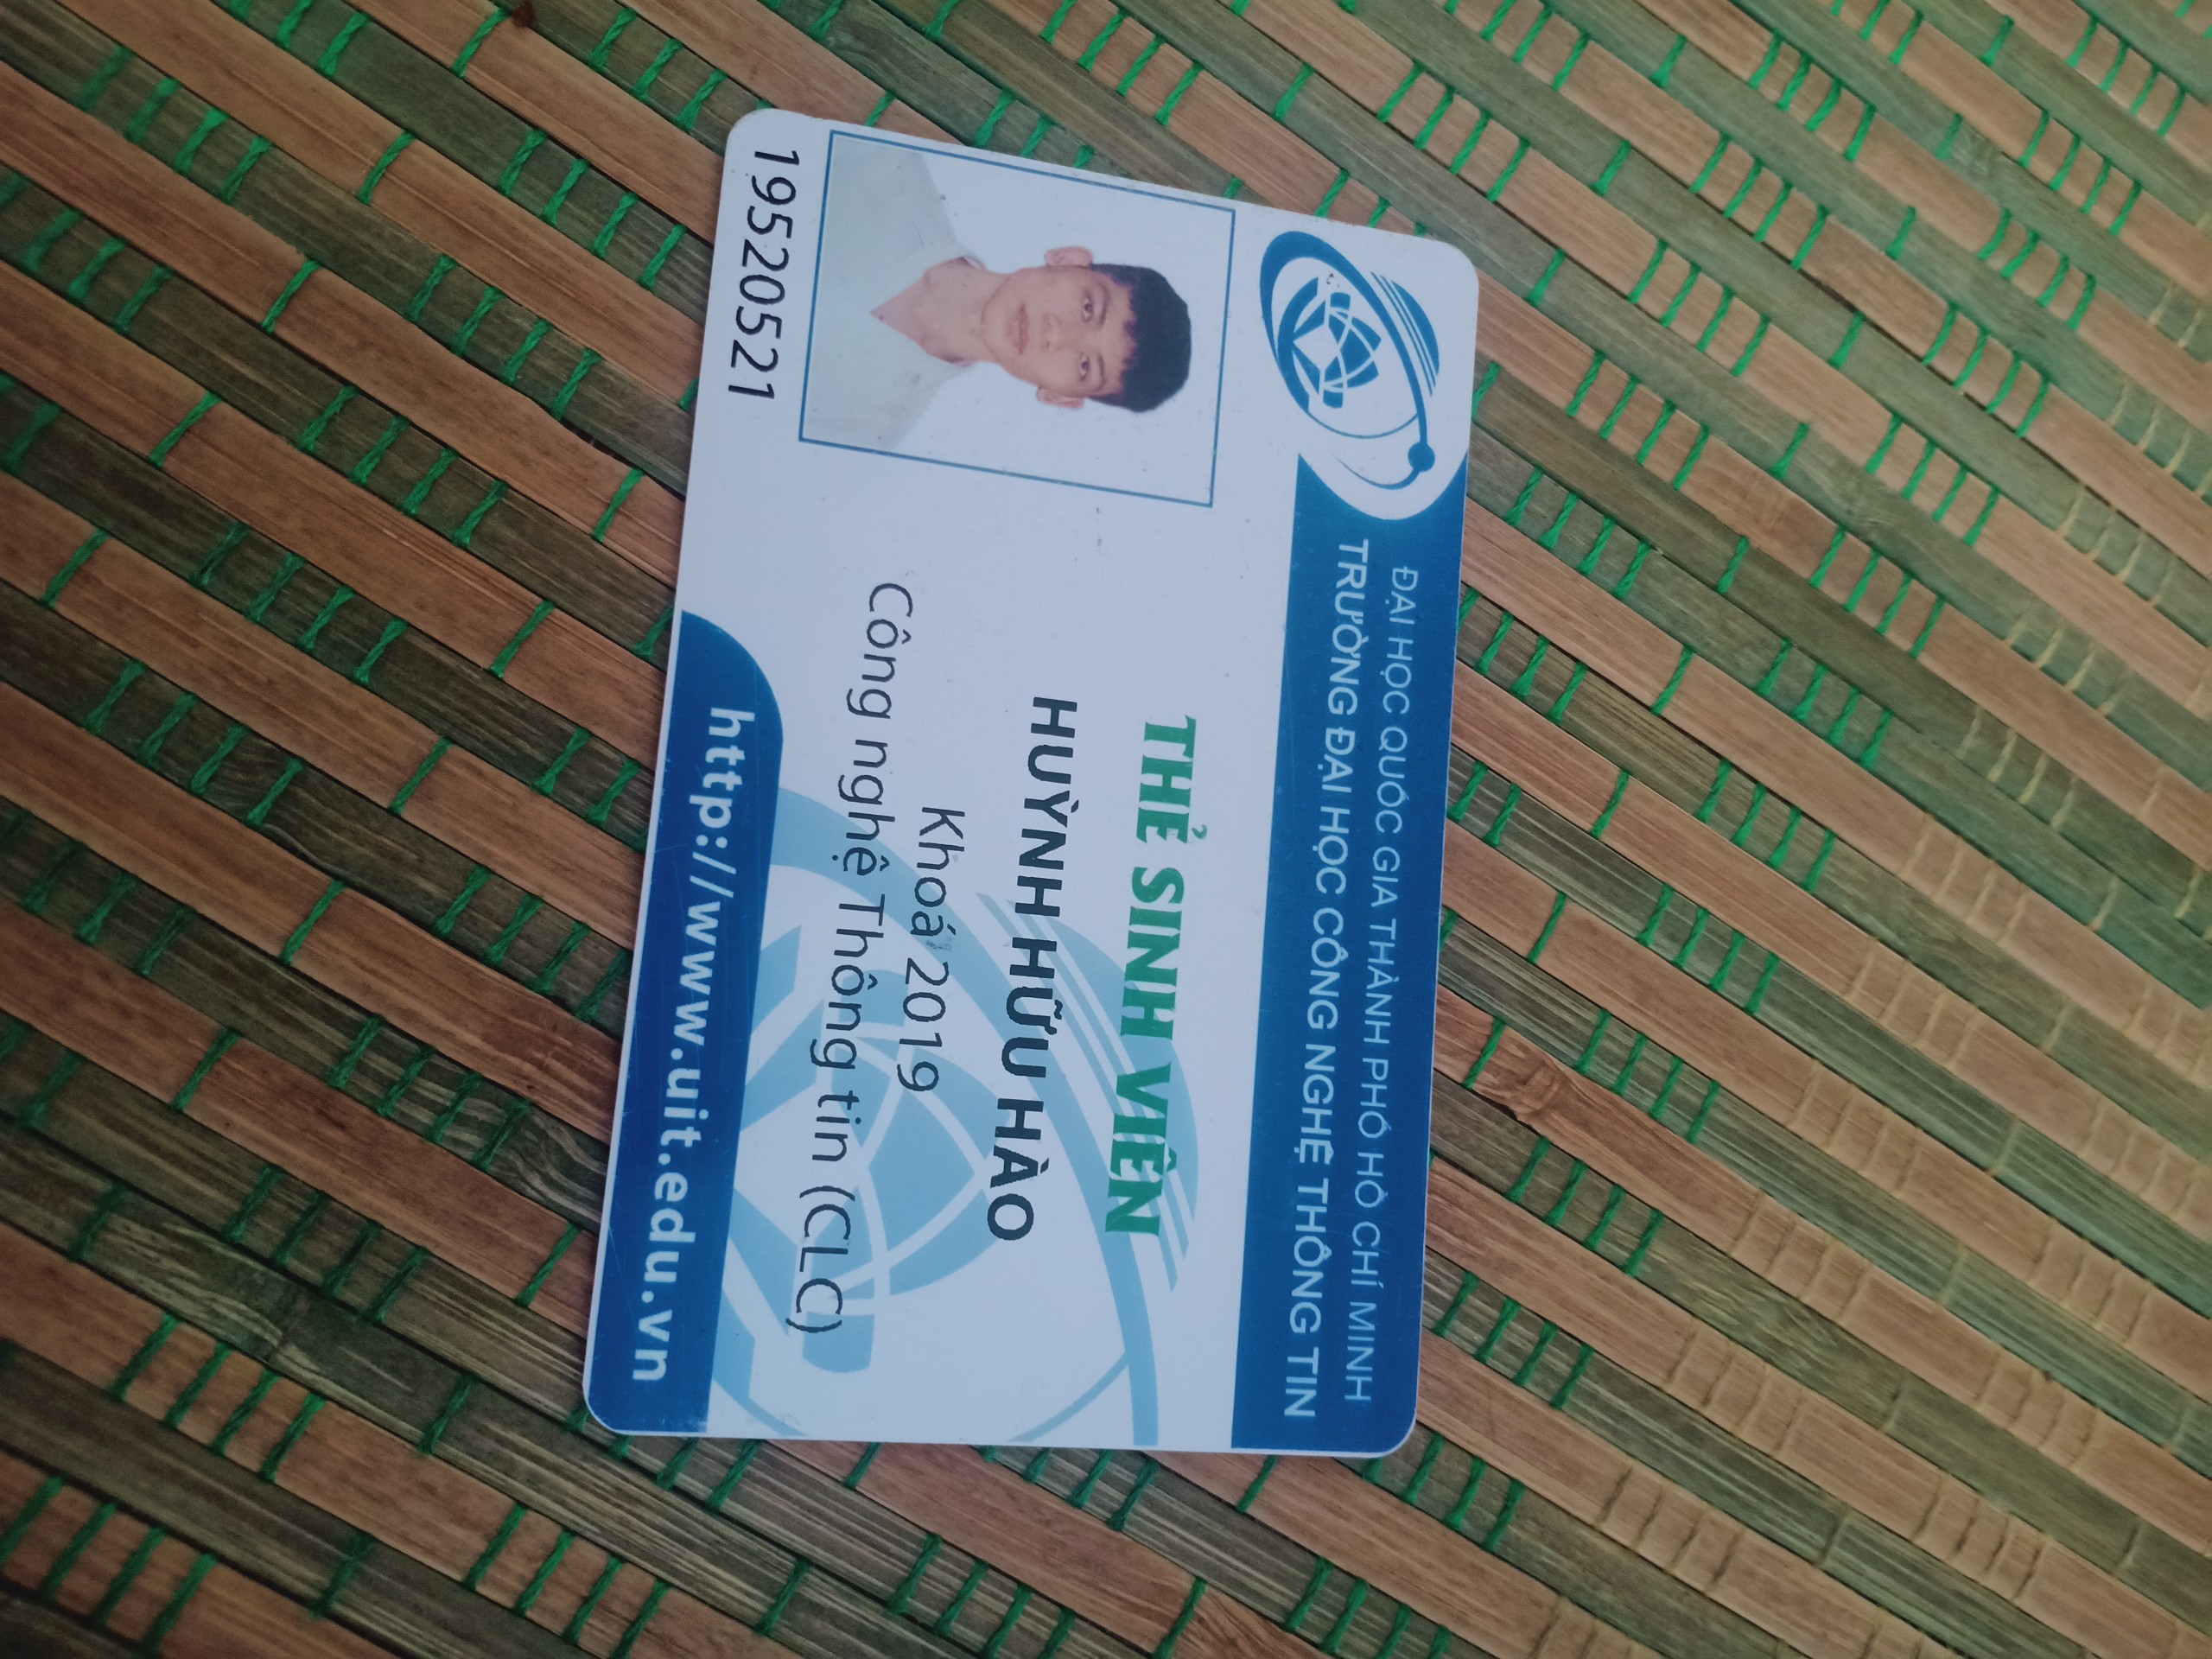 ĐẠI HỌC QUỐC GIA THÀNH PHỐ HỒ CHÍ MINH
TRƯỜNG ĐẠI HỌC CÔNG NGHỆ THÔNG TIN
THẺ SINH VIÊN
HUỲNH HỮU HÀO
Khoá 2019
Công nghệ Thông tin (CLC)
19520521
http://www.uit.edu.vn